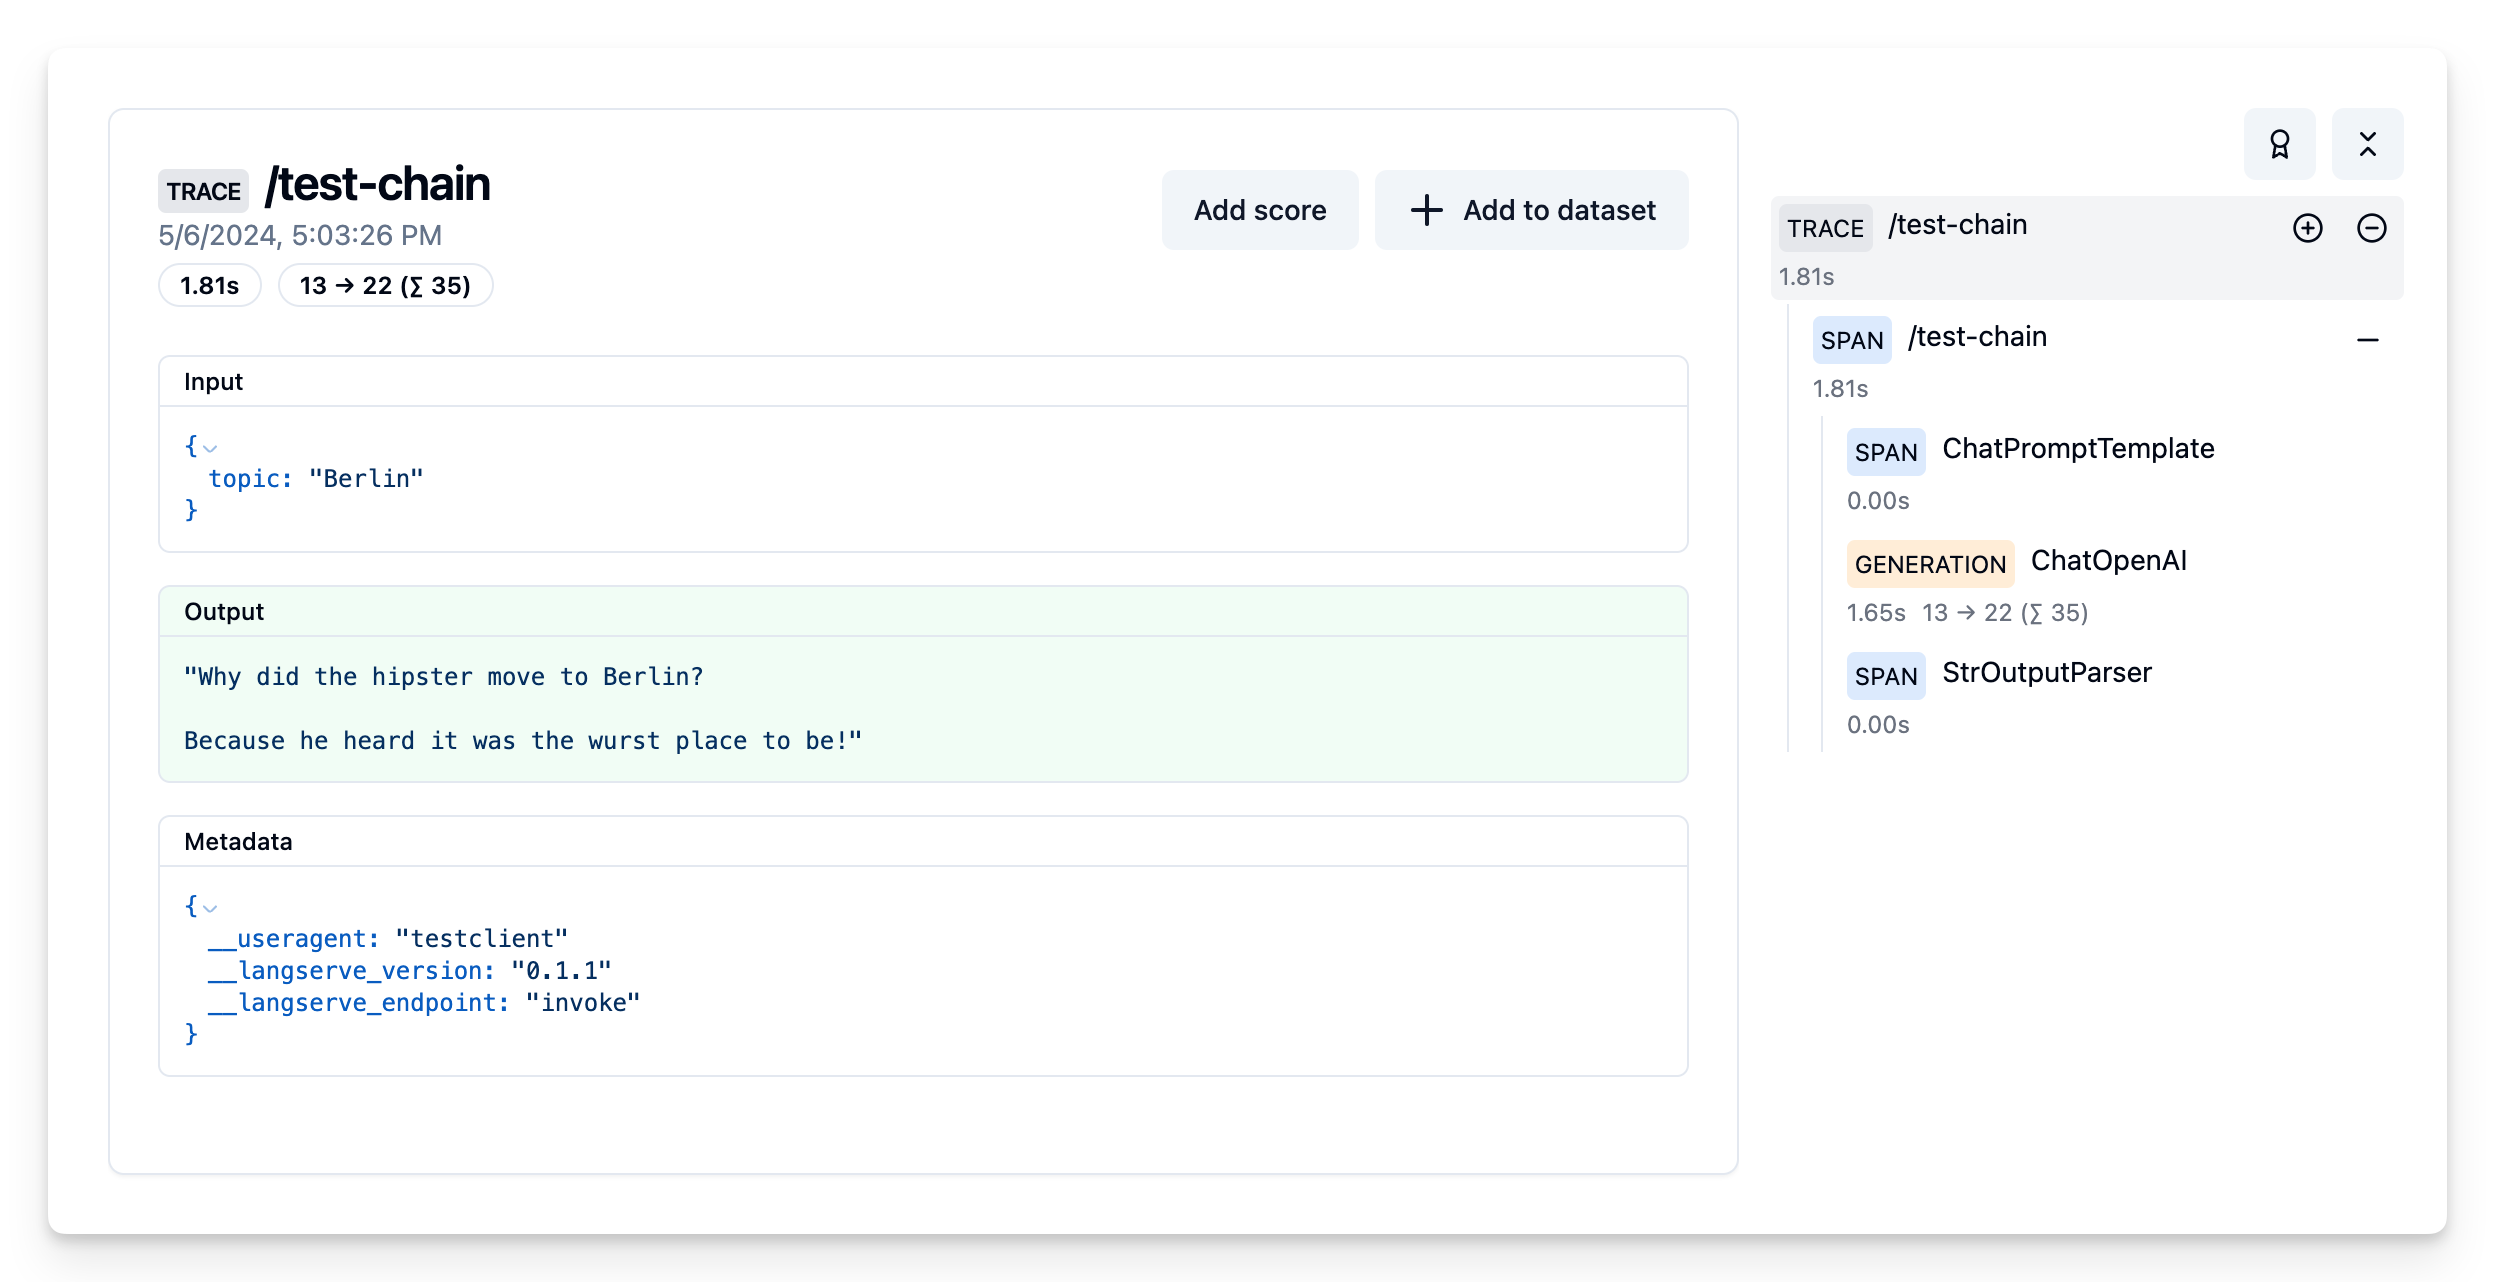 TRACE /test-chain
5/6/2024, 5:03:26 PM
1.81s 13 → 22 (∑ 35)
Add score
Add to dataset
Input
{
topic: "Berlin"
}
Output
"Why did the hipster move to Berlin?
Because he heard it was the wurst place to be!"
Metadata
{
__useragent: "testclient"
__langserve_version: "0.1.1"
__langserve_endpoint: "invoke"
}
TRACE /test-chain
1.81s
SPAN /test-chain
1.81s
SPAN ChatPromptTemplate
0.00s
GENERATION ChatOpenAI
1.65s 13 → 22 (∑ 35)
SPAN StrOutputParser
0.00s